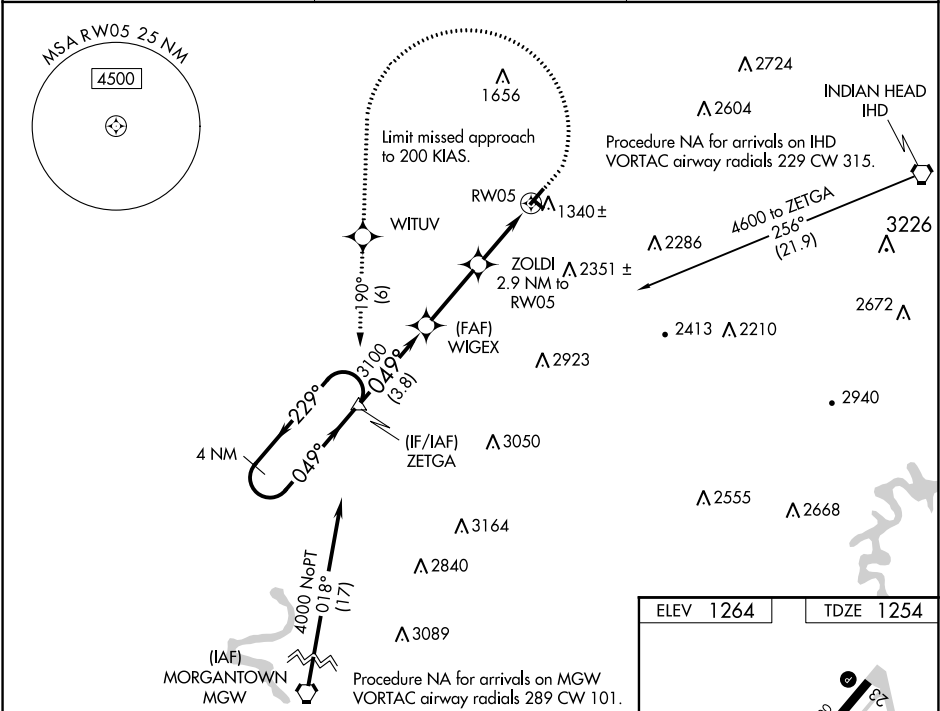 MSA RW05 25 NM
4500
1656
2724
2604
INDIAN HEAD
IHD
Limit missed approach
to 200 KIAS.
Procedure NA for arrivals on IHD
VORTAC airway radials 229 CW 315.
RW05
1340 ±
WITUV
4600 to ZETGA
256°
(21.9)
3226
2286
ZOLDI
2.9 NM to
RW05
2351 ±
190°
(6)
2672
(FAF)
WIGEX
2413
2210
3100
049°
(3.8)
2923
2940
229°
049°
4 NM
(IF/IAF)
ZETGA
3050
2555
2668
3164
4000 NoPT
018°
(17)
2840
3089
ELEV 1264
TDZE 1254
(IAF)
MORGANTOWN
MGW
Procedure NA for arrivals on MGW
VORTAC airway radials 289 CW 101.
P
23